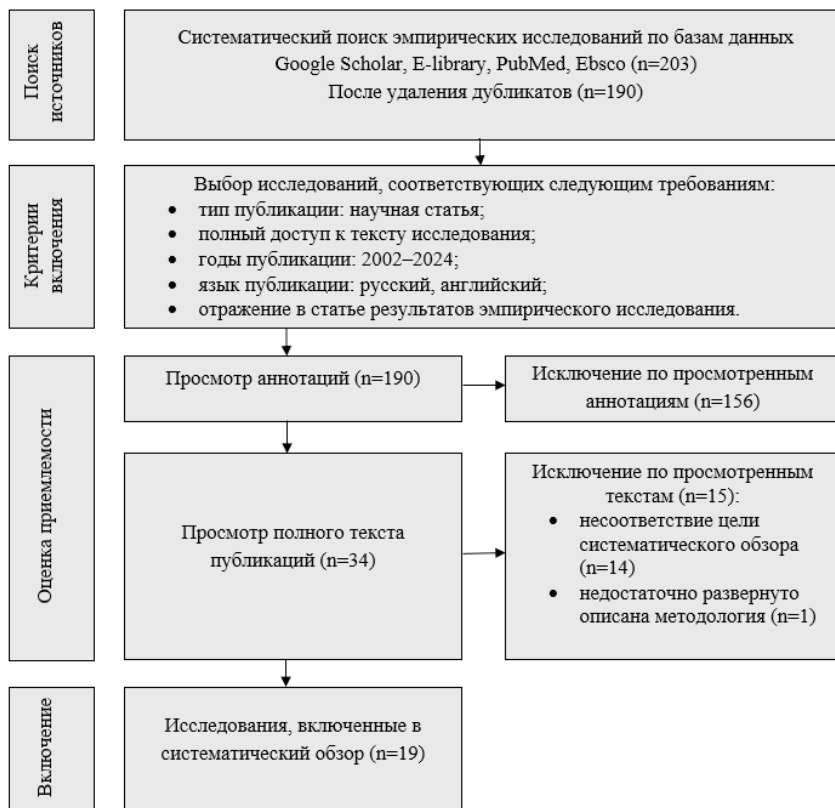 Поиск
источников
Систематический поиск эмпирических исследований по базам данных
Google Scholar, E-library, PubMed, Ebsco (n=203)
После удаления дубликатов (n=190)
Критерии
включения
Выбор исследований, соответствующих следующим требованиям:
• тип публикации: научная статья;
• полный доступ к тексту исследования;
• годы публикации: 2002–2024;
• язык публикации: русский, английский;
• отражение в статье результатов эмпирического исследования.
Оценка приемлемости
Просмотр аннотаций (n=190)
Исключение по просмотренным
аннотациям (n=156)
Просмотр полного текста
публикаций (n=34)
Исключение по просмотренным
текстам (n=15):
• несоответствие цели
систематического обзора
(n=14)
• недостаточно развернуто
описана методология (n=1)
Включение
Исследования, включенные в
систематический обзор (n=19)